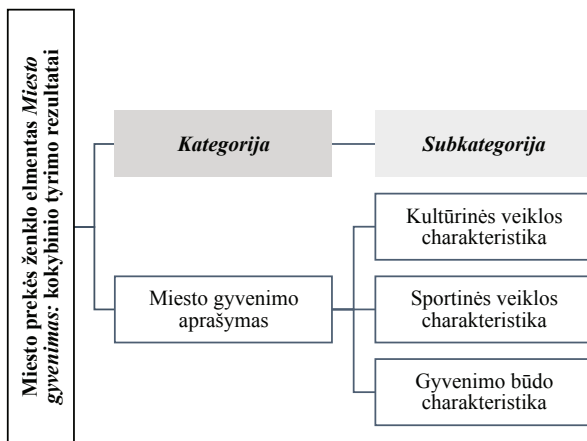 Miesto prekės ženklo elmentas Miesto
gyvenimas: kokybinio tyrimo rezultatai
Kategorija
Subkategorija
Miesto gyvenimo
aprašymas
Kultūrinės veiklos
charakteristika
Sportinės veiklos
charakteristika
Gyvenimo būdo
charakteristika